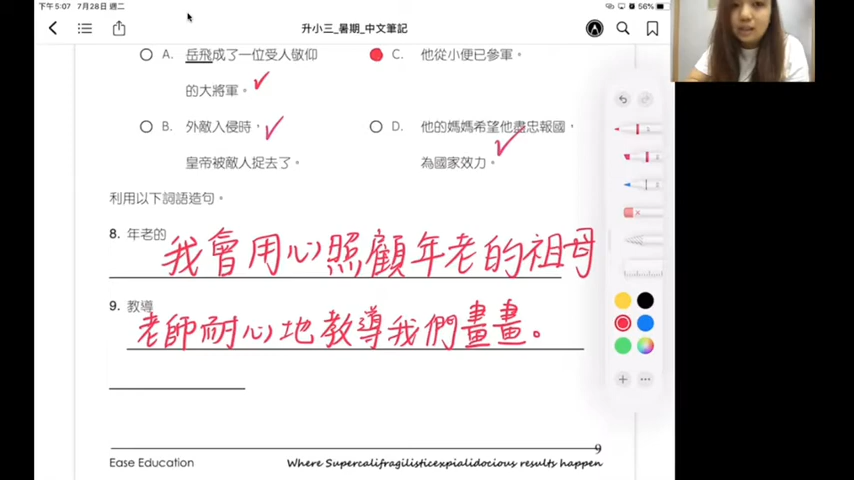 下午5:07 7月28日 週二
56%
升小三_暑期_中文筆記
A. 岳飛成了一位受人敬仰
的大將軍。
C. 他從小便已參軍。
B. 外敵入侵時，
皇帝被敵人捉去了。
D. 他的媽媽希望他盡忠報國，
為國家效力。
利用以下詞語造句。
8. 年老的 我會用心照顧年老的祖母
9. 教導
老師耐心地教導我們畫畫。
9
Ease Education Where Supercalifragilisticexpialidocious results happen